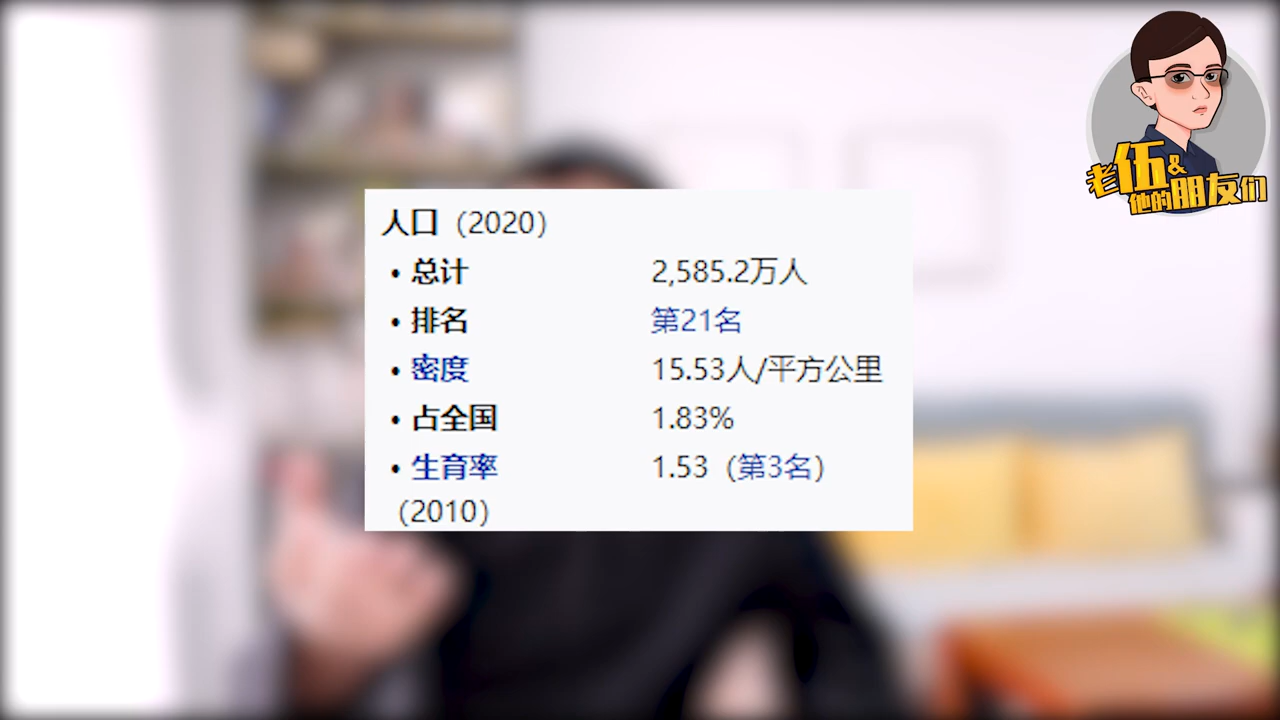 老伍&
他的朋友们
人口（2020）
• 总计 2,585.2万人
• 排名 第21名
• 密度 15.53人/平方公里
• 占全国 1.83%
• 生育率 1.53（第3名）
（2010）